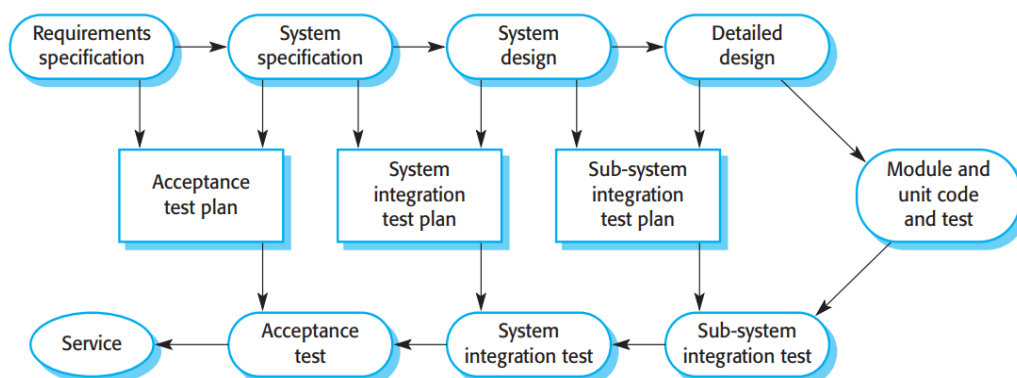 Requirements
specification
System
specification
System
design
Detailed
design
Acceptance
test plan
System
integration
test plan
Sub-system
integration
test plan
Module and
unit code
and test
Service
Acceptance
test
System
integration test
Sub-system
integration test